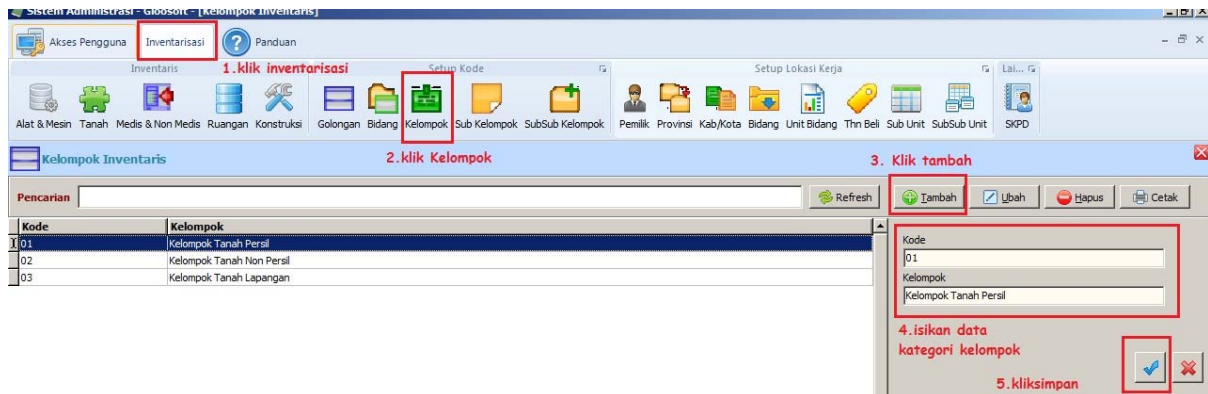 Sistem Administrasi - Gloosoft - [Kelompok Inventaris]
Akses Pengguna Inventarisasi Panduan
Inventaris 1.klik inventarisasi Setup Kode Setup Lokasi Kerja Lai...
Alat & Mesin Tanah Medis & Non Medis Ruangan Konstruksi Golongan Bidang Kelompok Sub Kelompok SubSub Kelompok Pemilik Provinsi Kab/Kota Bidang Unit Bidang Thn Beli Sub Unit SubSub Unit SKPD
Kelompok Inventaris 2.klik Kelompok 3. Klik tambah
Pencarian Refresh Tambah Ubah Hapus Cetak
Kode Kelompok
01 Kelompok Tanah Persil
02 Kelompok Tanah Non Persil
03 Kelompok Tanah Lapangan
Kode
01
Kelompok
Kelompok Tanah Persil
4.isikan data
kategori kelompok
5.kliksimpan